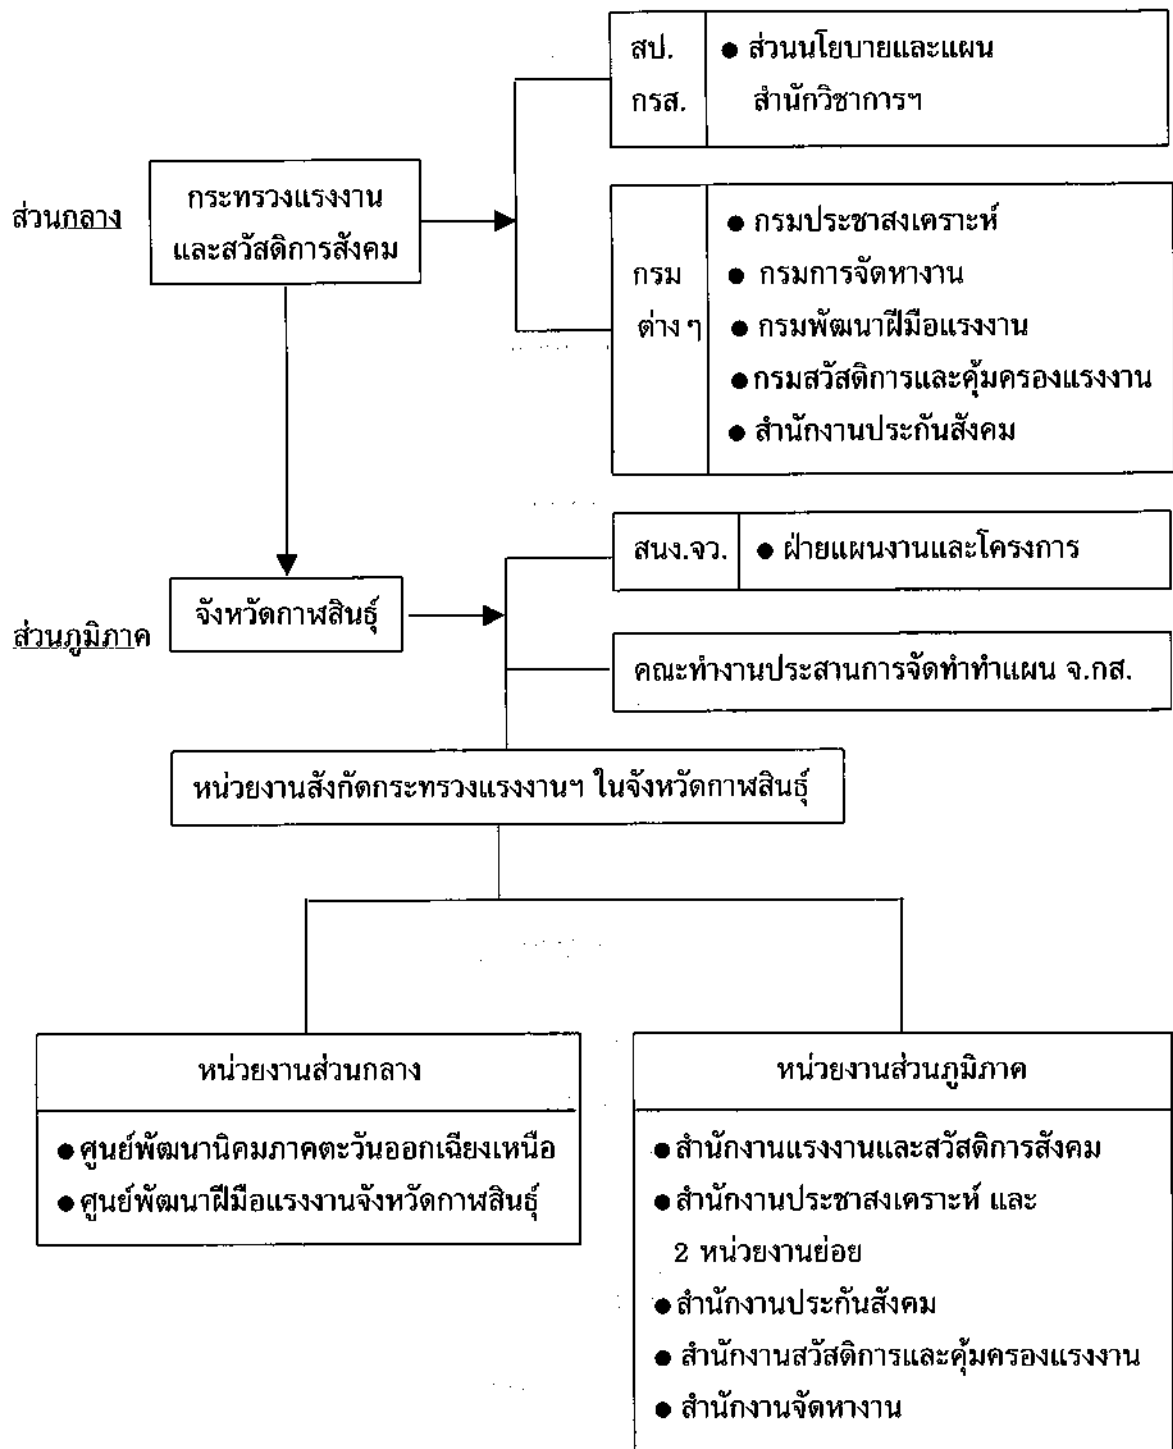 สป.
กรส.
● ส่วนนโยบายและแผน
สำนักวิชาการฯ
ส่วนกลาง
กระทรวงแรงงาน
และสวัสดิการสังคม
กรม
ต่าง ๆ
● กรมประชาสงเคราะห์
● กรมการจัดหางาน
● กรมพัฒนาฝีมือแรงงาน
● กรมสวัสดิการและคุ้มครองแรงงาน
● สำนักงานประกันสังคม
สนง.จว.
● ฝ่ายแผนงานและโครงการ
ส่วนภูมิภาค
จังหวัดกาฬสินธุ์
คณะทำงานประสานการจัดทำทำแผน จ.กส.
หน่วยงานสังกัดกระทรวงแรงงานฯ ในจังหวัดกาฬสินธุ์
หน่วยงานส่วนกลาง
● ศูนย์พัฒนานิคมภาคตะวันออกเฉียงเหนือ
● ศูนย์พัฒนาฝีมือแรงงานจังหวัดกาฬสินธุ์
หน่วยงานส่วนภูมิภาค
● สำนักงานแรงงานและสวัสดิการสังคม
● สำนักงานประชาสงเคราะห์ และ
2 หน่วยงานย่อย
● สำนักงานประกันสังคม
● สำนักงานสวัสดิการและคุ้มครองแรงงาน
● สำนักงานจัดหางาน